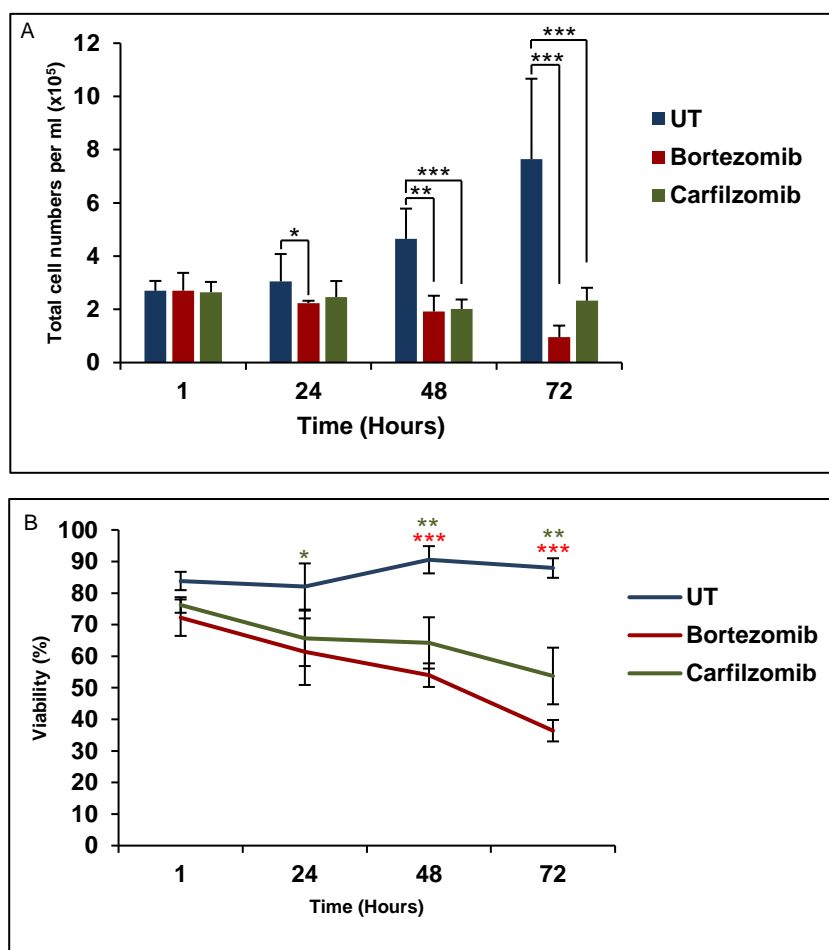 A
Total cell numbers per ml (x10⁵)
12
10
8
6
4
2
0
***
***
***
**
*
1 24 48 72
Time (Hours)
UT
Bortezomib
Carfilzomib
B
Viability (%)
100
90
80
70
60
50
40
30
20
10
0
** **
* *** ***
1 24 48 72
Time (Hours)
UT
Bortezomib
Carfilzomib